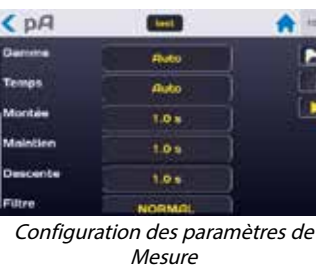 pA
test
Gamme
Auto
Temps
Auto
Montée
1.0 s
Maintien
1.0 s
Descente
1.0 s
Filtre
NORMAL
Configuration des paramètres de
Mesure